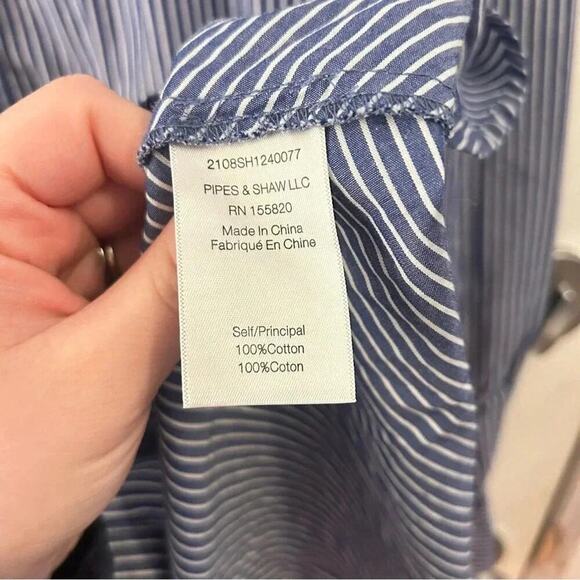 2108SH1240077
PIPES & SHAW LLC
RN 155820
Made In China
Fabriqué En Chine
Self/Principal
100%Cotton
100%Coton